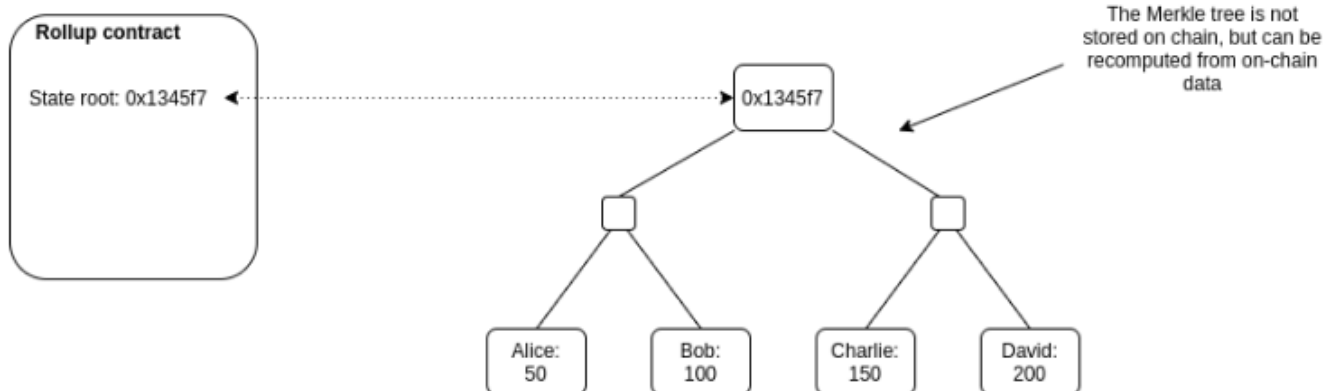 Rollup contract
State root: 0x1345f7
0x1345f7
The Merkle tree is not
stored on chain, but can be
recomputed from on-chain
data
Alice:
50
Bob:
100
Charlie:
150
David:
200